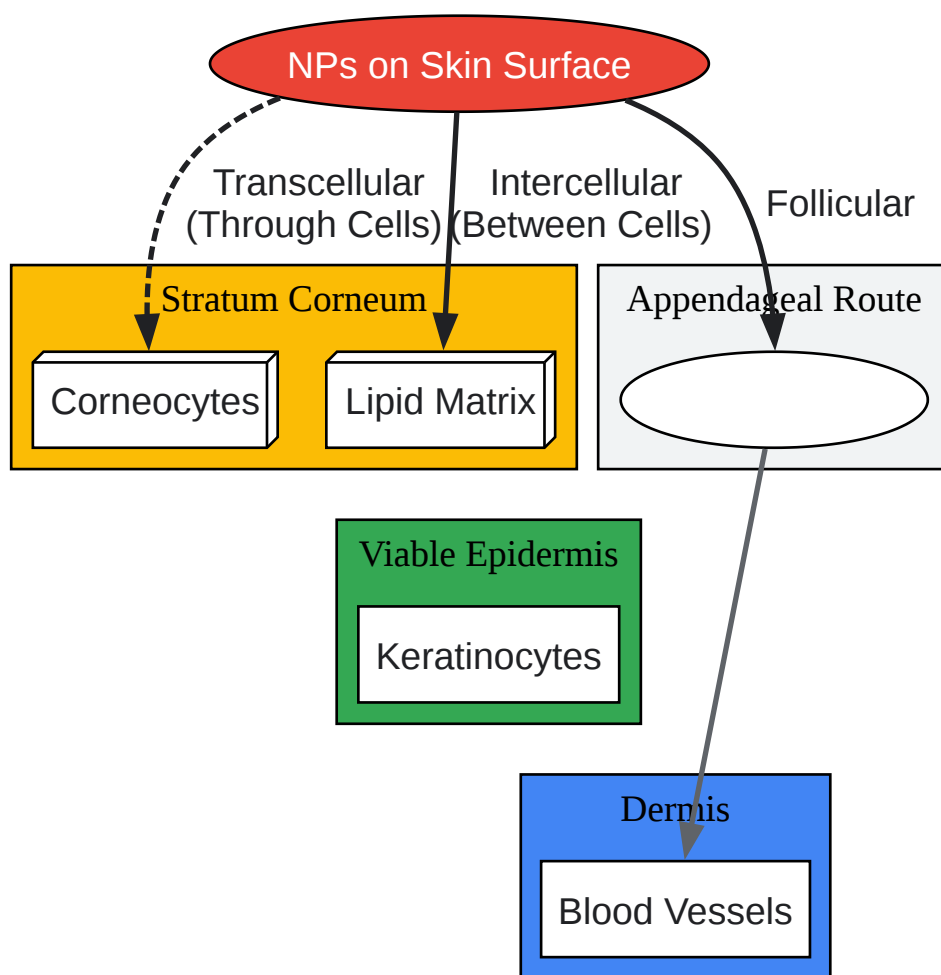 NPs on Skin Surface
Transcellular
(Through Cells)
Intercellular
(Between Cells)
Follicular
Stratum Corneum
Appendageal Route
Corneocytes
Lipid Matrix
Viable Epidermis
Keratinocytes
Dermis
Blood Vessels